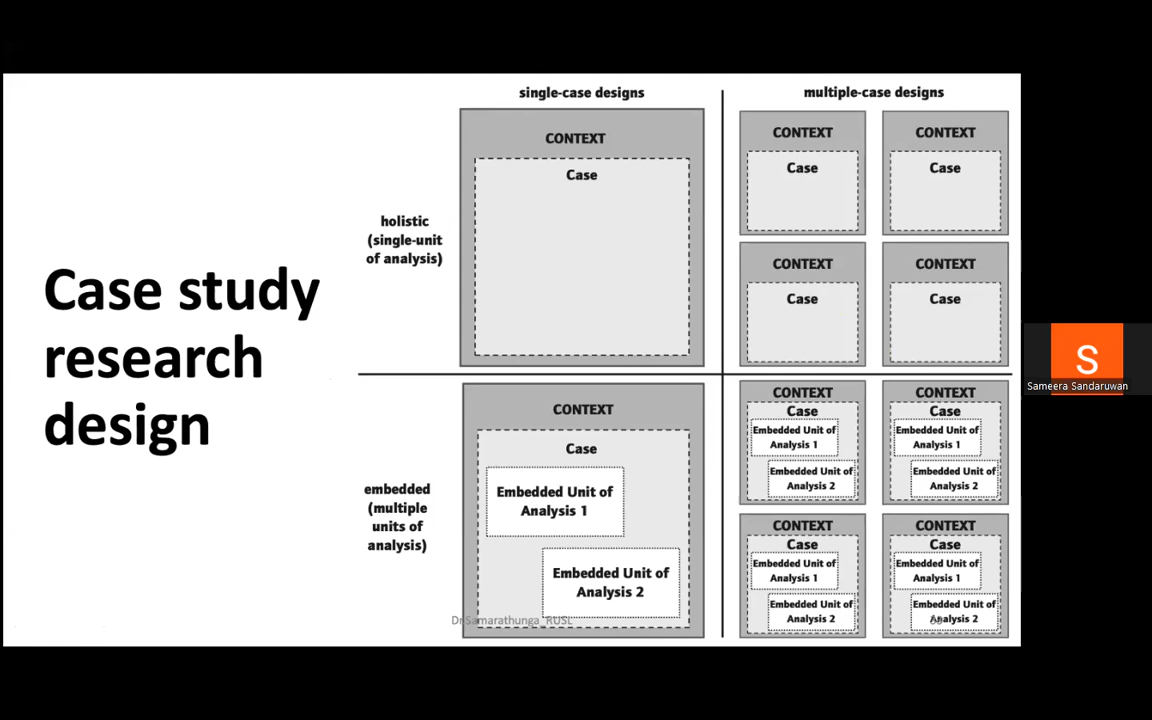 Case study
research
design
single-case designs
multiple-case designs
holistic
(single-unit
of analysis)
CONTEXT
Case
CONTEXT
Case
CONTEXT
Case
CONTEXT
Case
CONTEXT
Case
embedded
(multiple
units of
analysis)
CONTEXT
Case
Embedded Unit of
Analysis 1
Embedded Unit of
Analysis 2
CONTEXT
Case
Embedded Unit of
Analysis 1
Embedded Unit of
Analysis 2
CONTEXT
Case
Embedded Unit of
Analysis 1
Embedded Unit of
Analysis 2
CONTEXT
Case
Embedded Unit of
Analysis 1
Embedded Unit of
Analysis 2
CONTEXT
Case
Embedded Unit of
Analysis 1
Embedded Unit of
Analysis 2
Dr Samarathunga RUSL
S
Sameera Sandaruwan